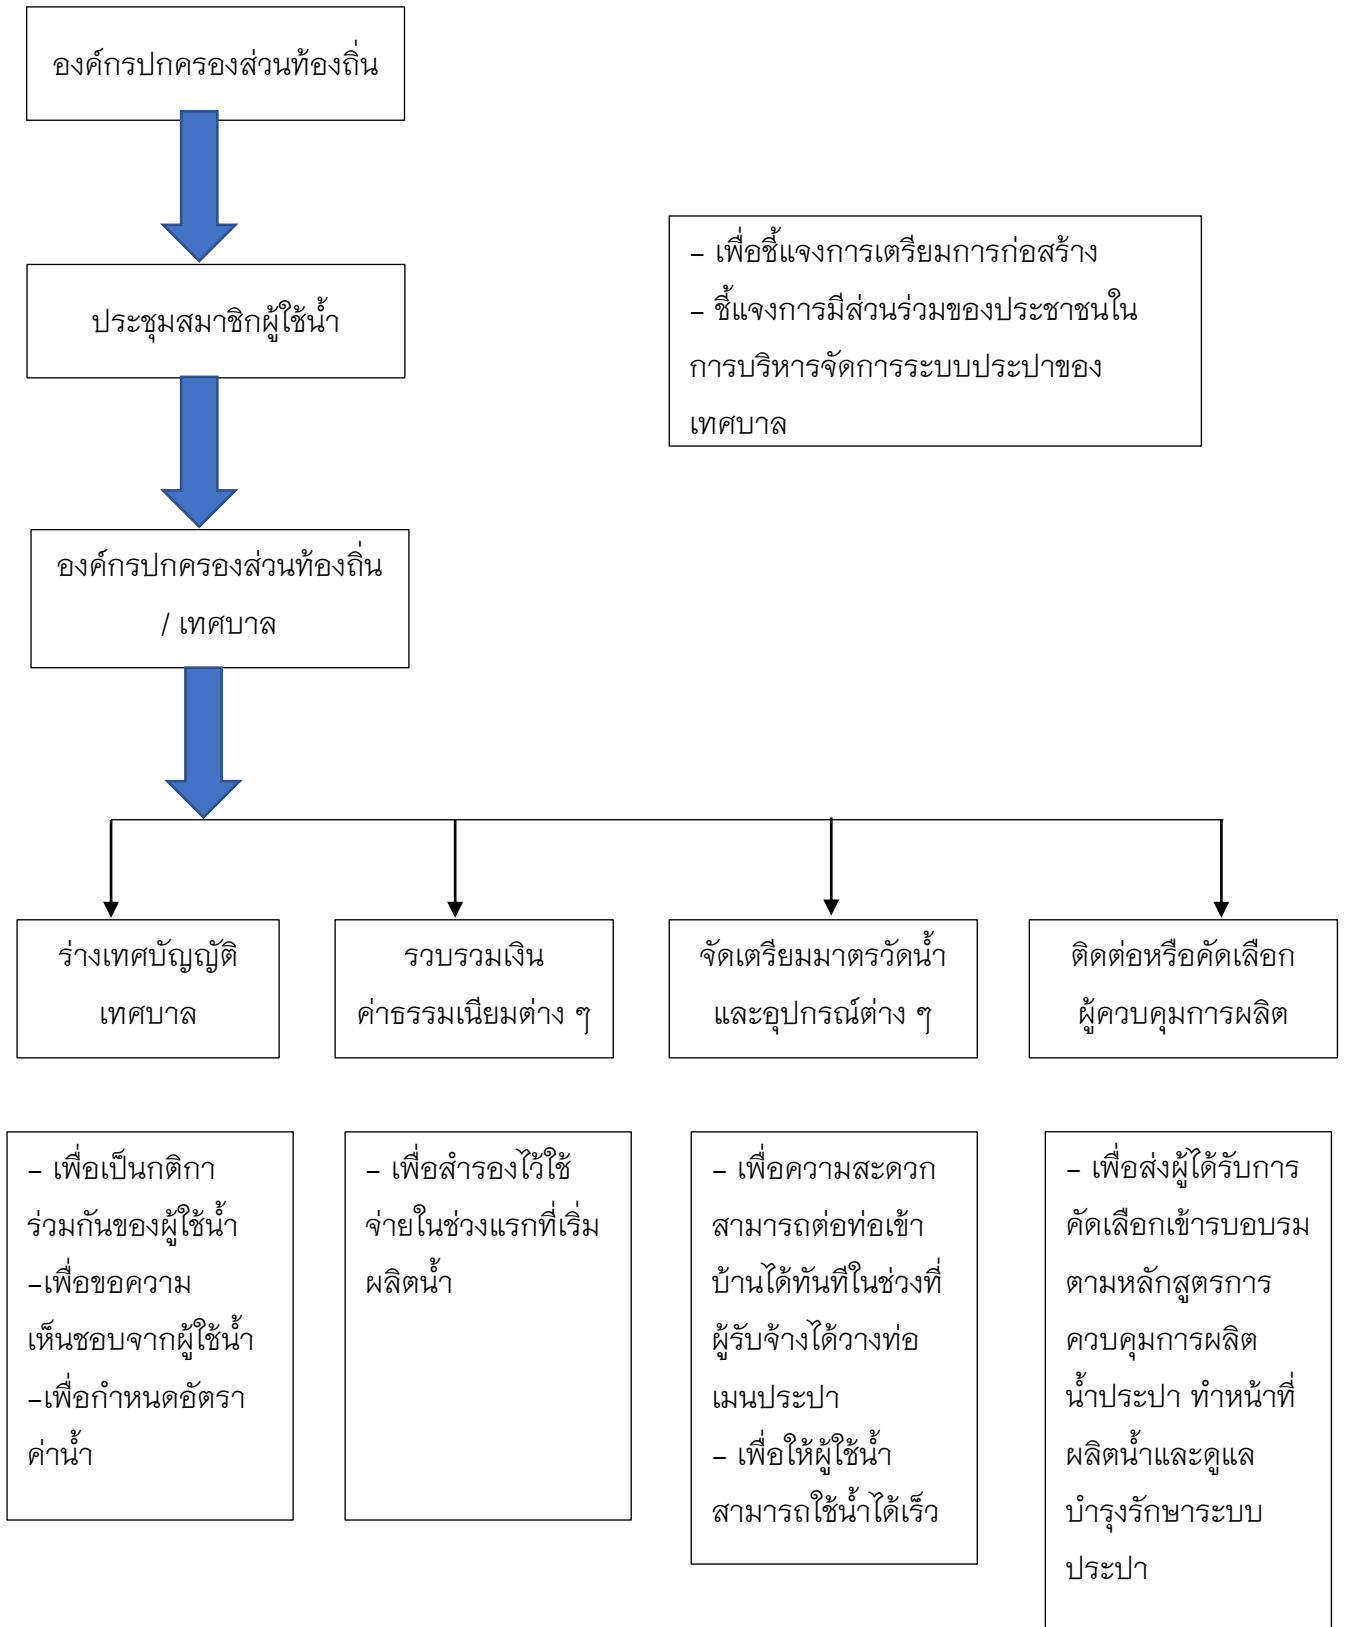 องค์กรปกครองส่วนท้องถิ่น
ประชุมสมาชิกผู้ใช้น้ำ
– เพื่อชี้แจงการเตรียมการก่อสร้าง
– ชี้แจงการมีส่วนร่วมของประชาชนใน
การบริหารจัดการระบบประปาของ
เทศบาล
องค์กรปกครองส่วนท้องถิ่น
/ เทศบาล
ร่างเทศบัญญัติ
เทศบาล
รวบรวมเงิน
ค่าธรรมเนียมต่าง ๆ
จัดเตรียมมาตรวัดน้ำ
และอุปกรณ์ต่าง ๆ
ติดต่อหรือคัดเลือก
ผู้ควบคุมการผลิต
– เพื่อเป็นกติกา
ร่วมกันของผู้ใช้น้ำ
–เพื่อขอความ
เห็นชอบจากผู้ใช้น้ำ
–เพื่อกำหนดอัตรา
ค่าน้ำ
– เพื่อสำรองไว้ใช้
จ่ายในช่วงแรกที่เริ่ม
ผลิตน้ำ
– เพื่อความสะดวก
สามารถต่อท่อเข้า
บ้านได้ทันทีในช่วงที่
ผู้รับจ้างได้วางท่อ
เมนประปา
– เพื่อให้ผู้ใช้น้ำ
สามารถใช้น้ำได้เร็ว
– เพื่อส่งผู้ได้รับการ
คัดเลือกเข้ารบอบรม
ตามหลักสูตรการ
ควบคุมการผลิต
น้ำประปา ทำหน้าที่
ผลิตน้ำและดูแล
บำรุงรักษาระบบ
ประปา